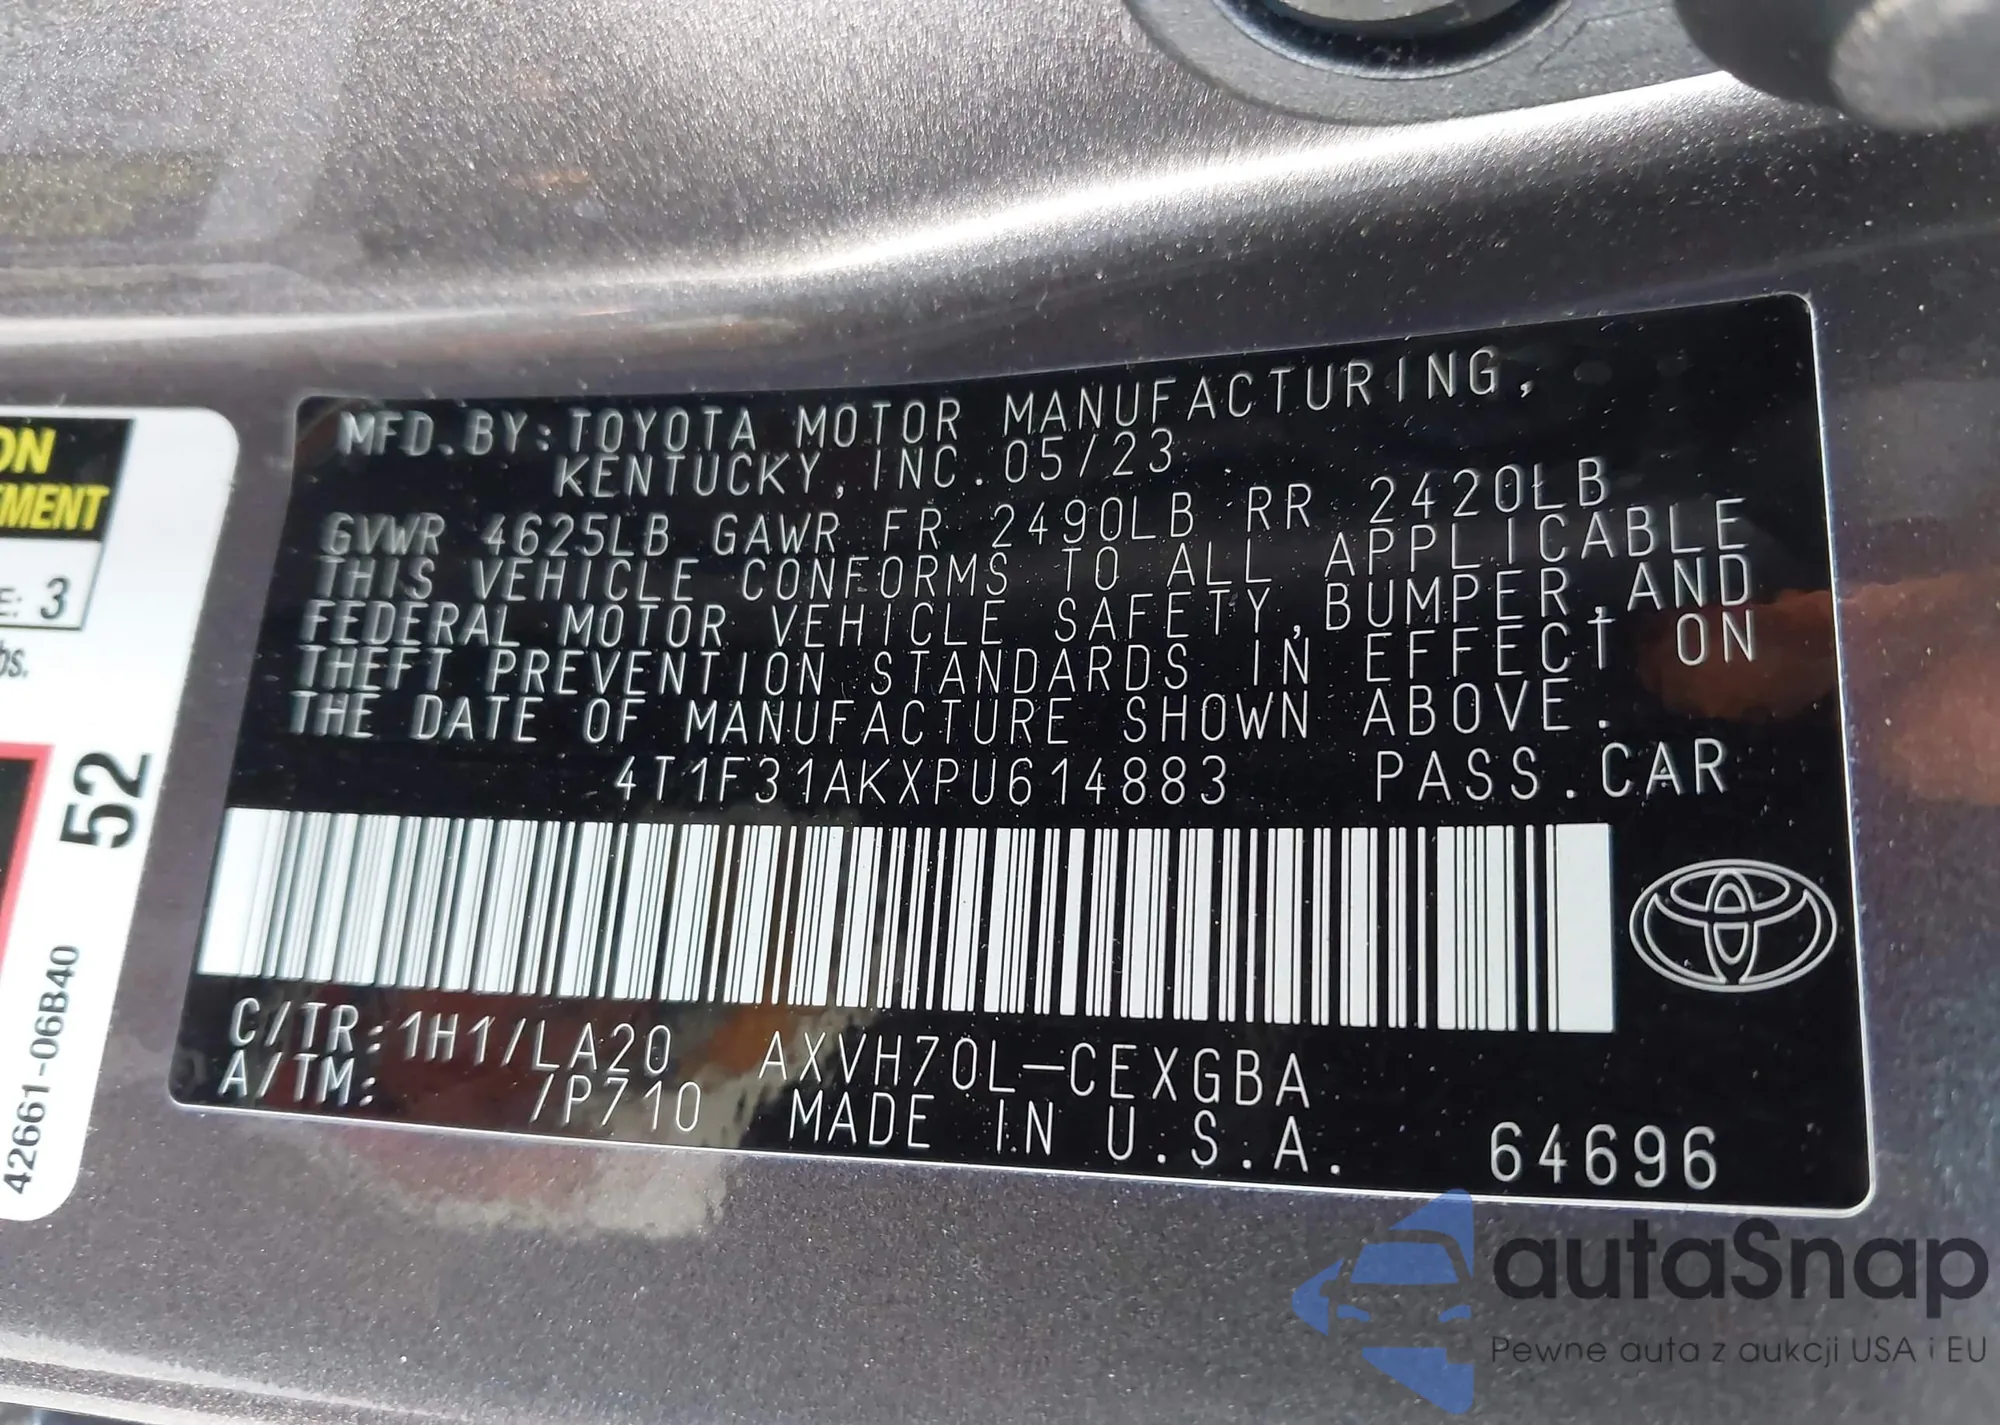 MFD.BY:TOYOTA MOTOR MANUFACTURING,
KENTUCKY,INC.05/23
GVWR 4625LB GAWR FR 2490LB RR 2420LB
THIS VEHICLE CONFORMS TO ALL APPLICABLE
FEDERAL MOTOR VEHICLE SAFETY,BUMPER,AND
THEFT PREVENTION STANDARDS IN EFFECT ON
THE DATE OF MANUFACTURE SHOWN ABOVE.
4T1F31AKXPU614883 PASS.CAR
C/TR:1H1/LA20 AXVH70L-CEXGBA
A/TM: /P710 MADE IN U.S.A. 64696
ON
EMENT
E: 3
bs.
52
42661-06B40
autaSnap
Pewne auta z aukcji USA i EU